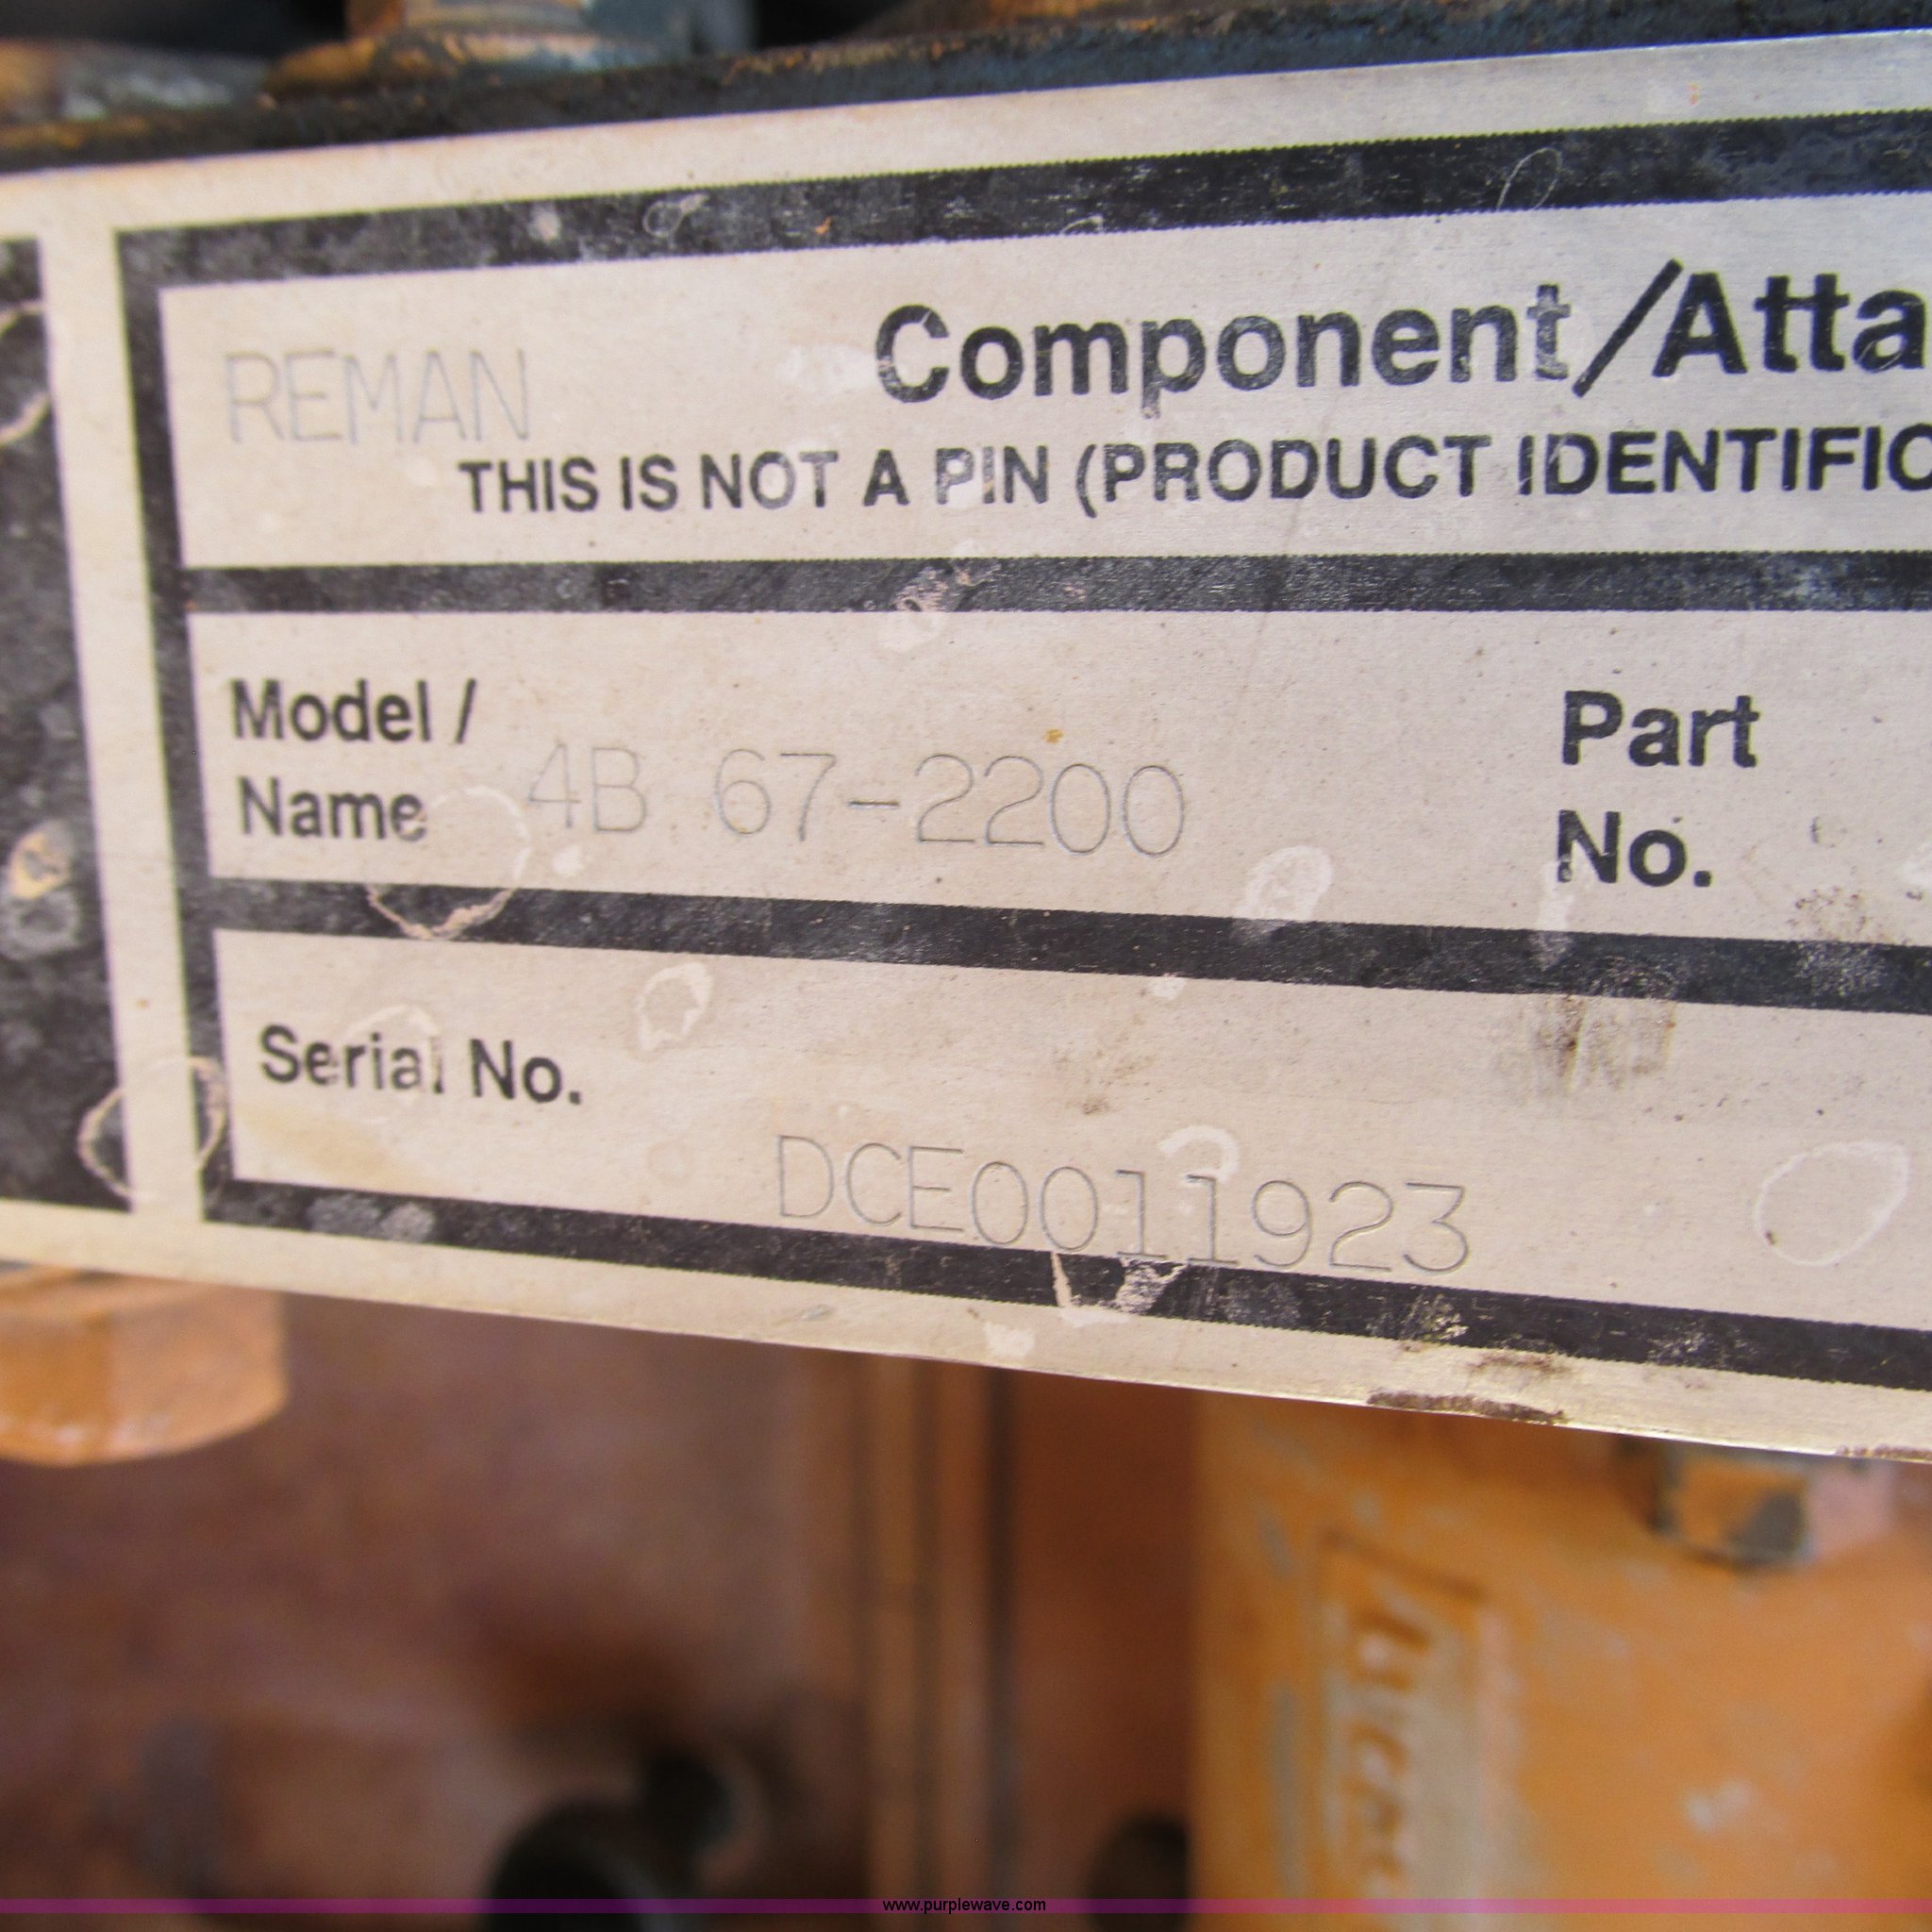 REMAN
Component/Atta
THIS IS NOT A PIN (PRODUCT IDENTIFIC
Model /
Name 4B 67-2200
Part
No.
Serial No.
DCE0011923
www.purplewave.com